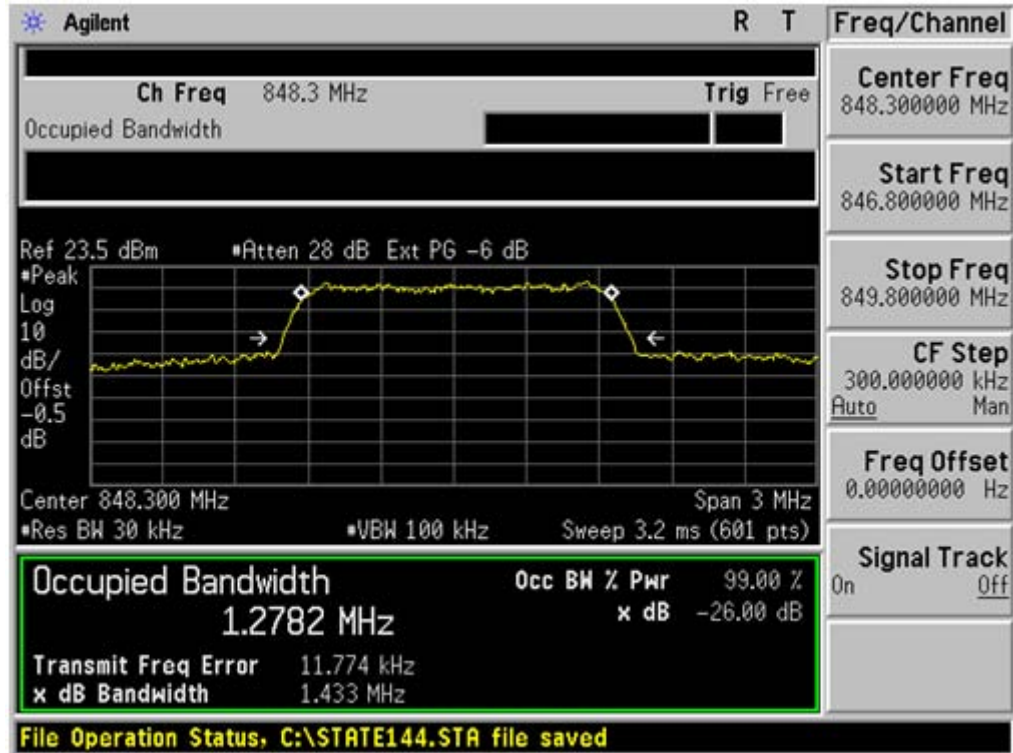 Agilent R T
Freq/Channel
Ch Freq 848.3 MHz Trig Free
Occupied Bandwidth
Center Freq
848.300000 MHz
Start Freq
846.800000 MHz
Stop Freq
849.800000 MHz
CF Step
300.000000 kHz
Auto Man
Freq Offset
0.00000000 Hz
Signal Track
On Off
Ref 23.5 dBm #Atten 28 dB Ext PG -6 dB
#Peak
Log
10
dB/
Offst
-0.5
dB
Center 848.300 MHz Span 3 MHz
#Res BW 30 kHz #VBW 100 kHz Sweep 3.2 ms (601 pts)
Occupied Bandwidth Occ BW % Pwr 99.00 %
1.2782 MHz x dB -26.00 dB
Transmit Freq Error 11.774 kHz
x dB Bandwidth 1.433 MHz
File Operation Status, C:\STATE144.STA file saved